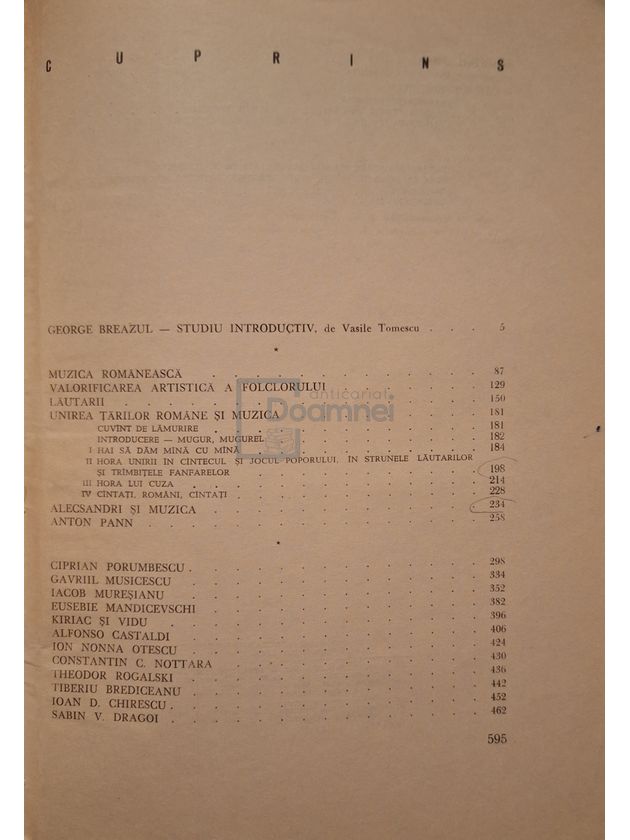 CUPRINS
GEORGE BREAZUL — STUDIU INTRODUCTIV, de Vasile Tomescu . . . 5
*
MUZICA ROMÂNEASCĂ . . . . . . . . . . . 87
VALORIFICAREA ARTISTICĂ A FOLCLORULUI . . . . . . 129
LĂUTARII . . . . . . . . . . . . . 150
UNIREA ȚĂRILOR ROMÂNE ȘI MUZICA . . . . . . . 181
CUVÎNT DE LĂMURIRE . . . . . . . . . . 181
INTRODUCERE — MUGUR, MUGUREL . . . . . . . . 182
I HAI SĂ DĂM MÎNĂ CU MÎNĂ . . . . . . . . . 184
II HORA UNIRII ÎN CÎNTECUL ȘI JOCUL POPORULUI, ÎN STRUNELE LĂUTARILOR
ȘI TRÎMBIȚELE FANFARELOR . . . . . . . . . 198
III HORA LUI CUZA . . . . . . . . . . . 214
IV CÎNTAȚI, ROMÂNI, CÎNTAȚI . . . . . . . . . 228
ALECSANDRI ȘI MUZICA . . . . . . . . . . 234
ANTON PANN . . . . . . . . . . . . 258
*
CIPRIAN PORUMBESCU . . . . . . . . . . . 298
GAVRIIL MUSICESCU . . . . . . . . . . . 334
IACOB MUREȘIANU . . . . . . . . . . . 352
EUSEBIE MANDICEVSCHI . . . . . . . . . . 382
KIRIAC ȘI VIDU . . . . . . . . . . . 396
ALFONSO CASTALDI . . . . . . . . . . . 406
ION NONNA OTESCU . . . . . . . . . . . 424
CONSTANTIN C. NOTTARA . . . . . . . . . . 430
THEODOR ROGALSKI . . . . . . . . . . . 436
TIBERIU BREDICEANU . . . . . . . . . . . 442
IOAN D. CHIRESCU . . . . . . . . . . . 452
SABIN V. DRAGOI . . . . . . . . . . . 462
595
anticariat
Doamnei